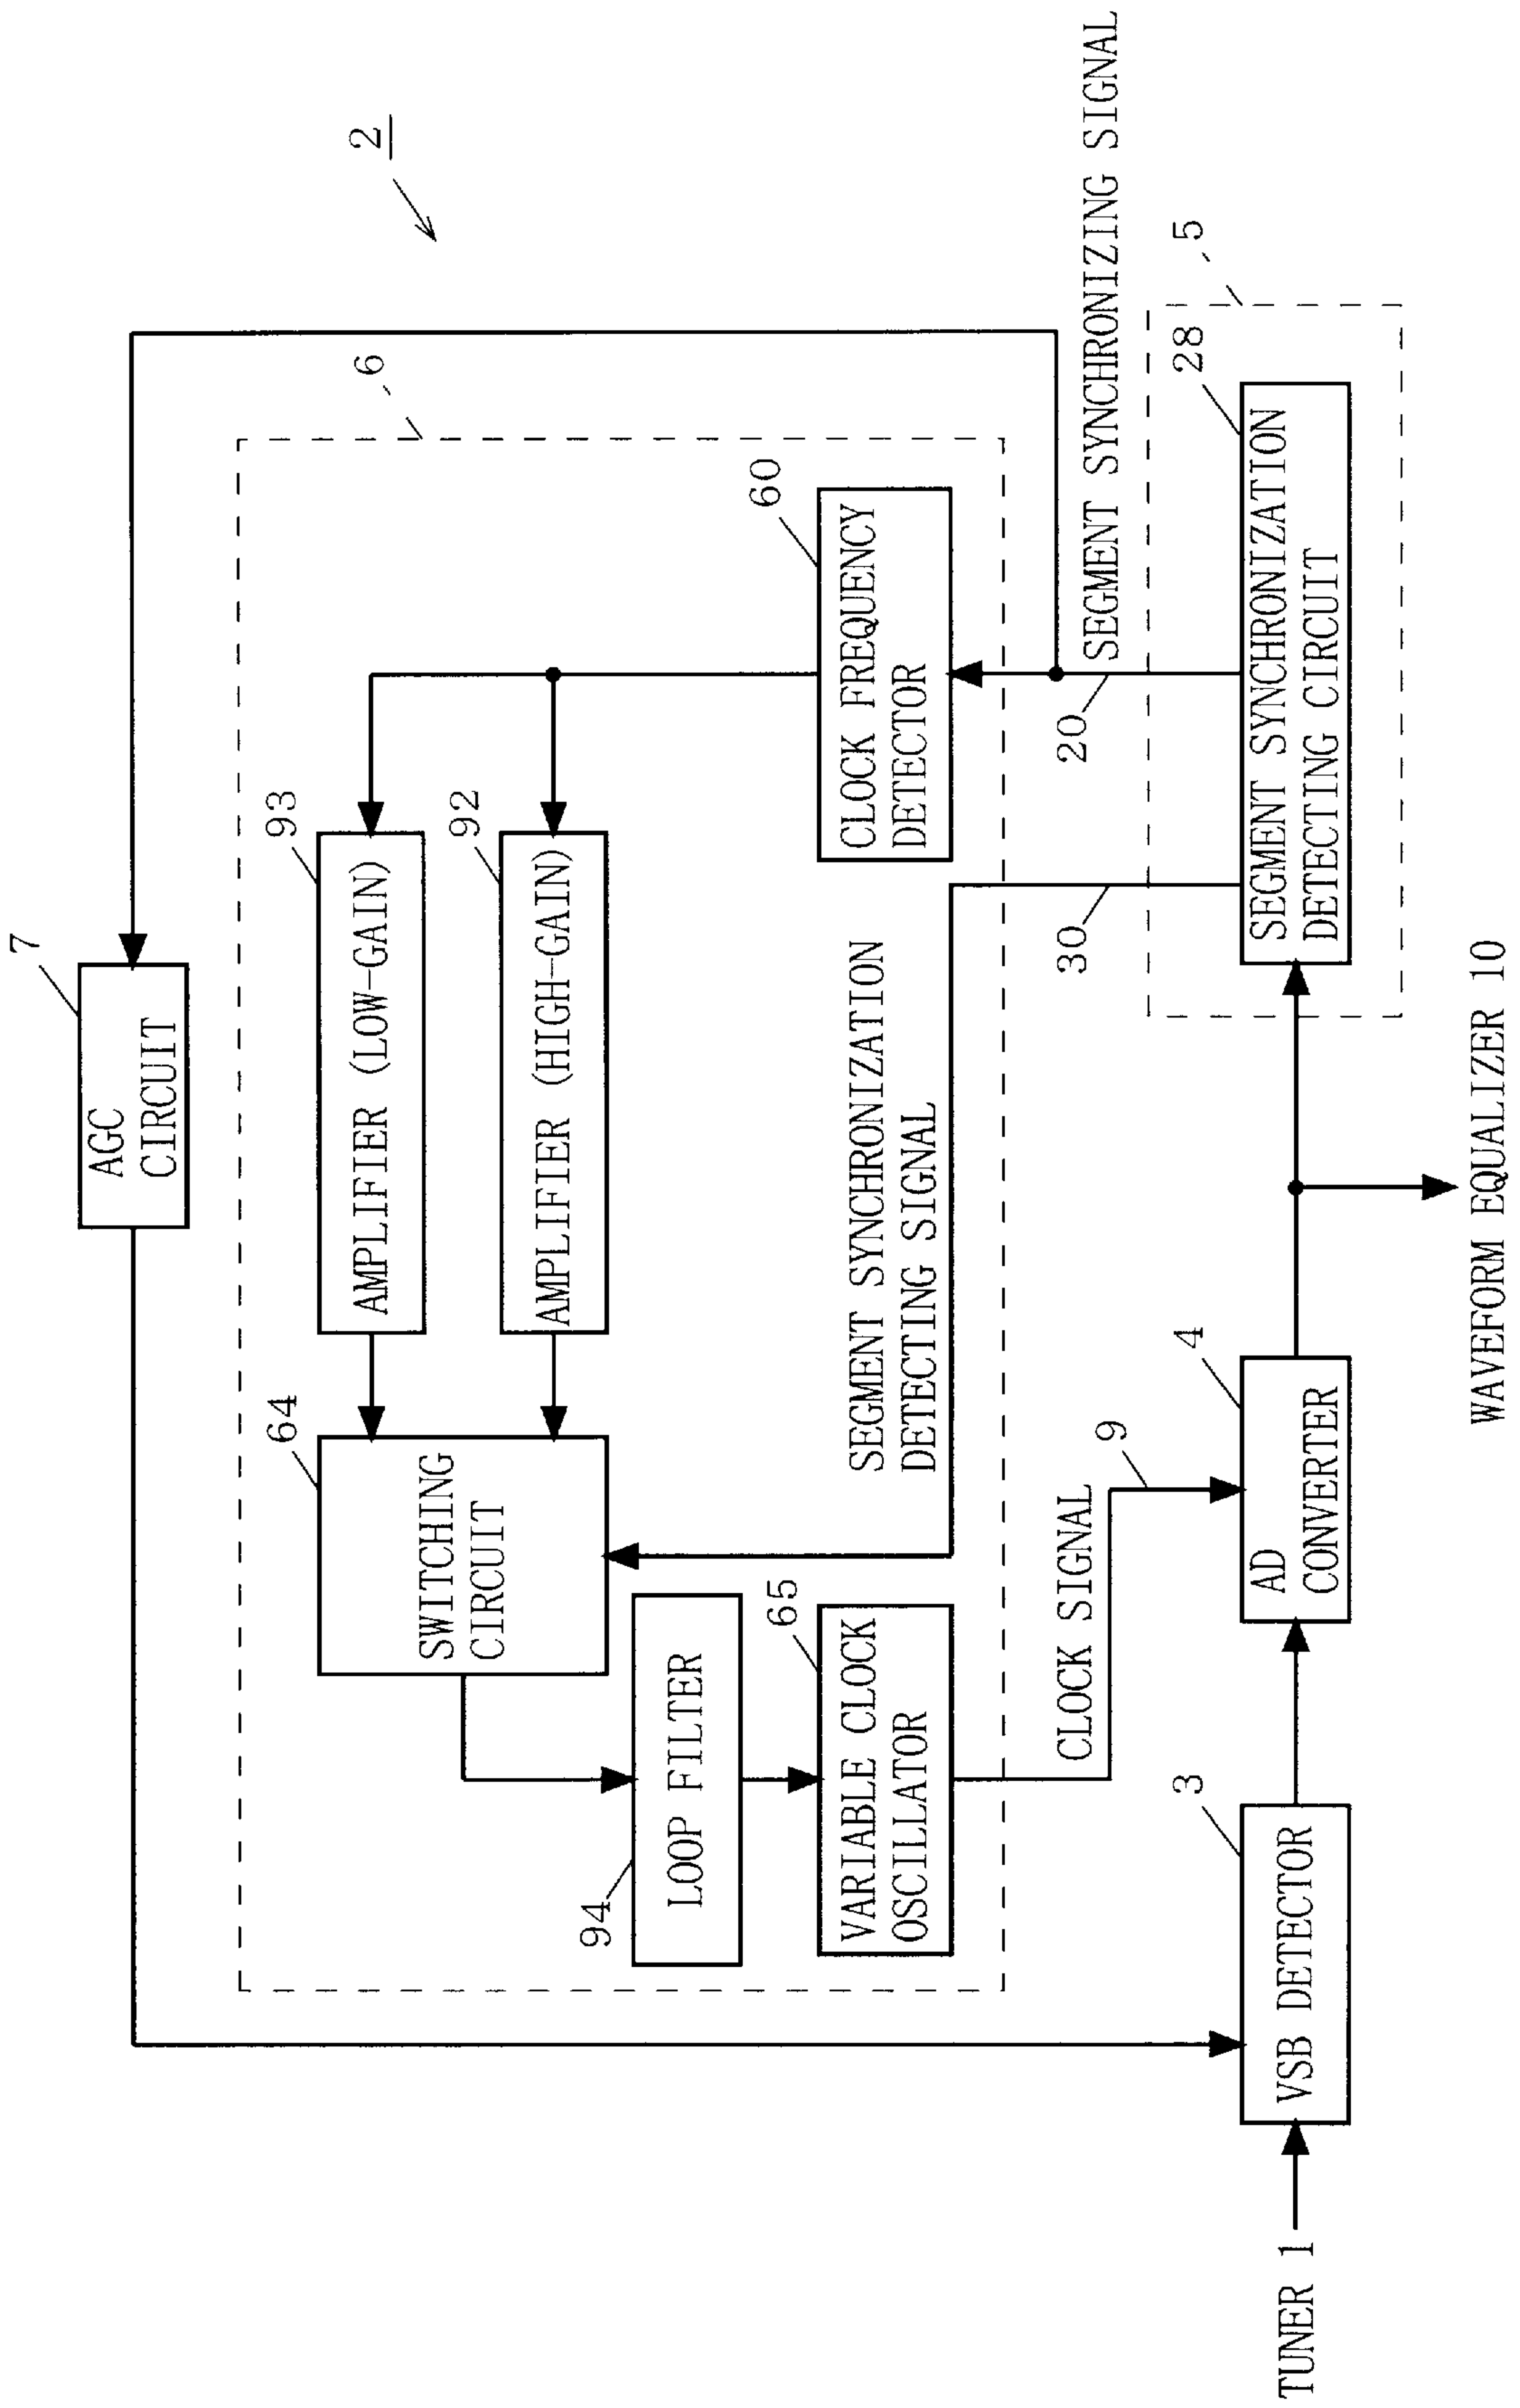 2
7
AGC
CIRCUIT
6
64
SWITCHING
CIRCUIT
93
AMPLIFIER (LOW-GAIN)
92
AMPLIFIER (HIGH-GAIN)
94
LOOP FILTER
60
CLOCK FREQUENCY
DETECTOR
65
VARIABLE CLOCK
OSCILLATOR
SEGMENT SYNCHRONIZATION
DETECTING SIGNAL
CLOCK SIGNAL
9
30
20
SEGMENT SYNCHRONIZING SIGNAL
5
TUNER 1
3
VSB DETECTOR
4
AD
CONVERTER
28
SEGMENT SYNCHRONIZATION
DETECTING CIRCUIT
WAVEFORM EQUALIZER 10